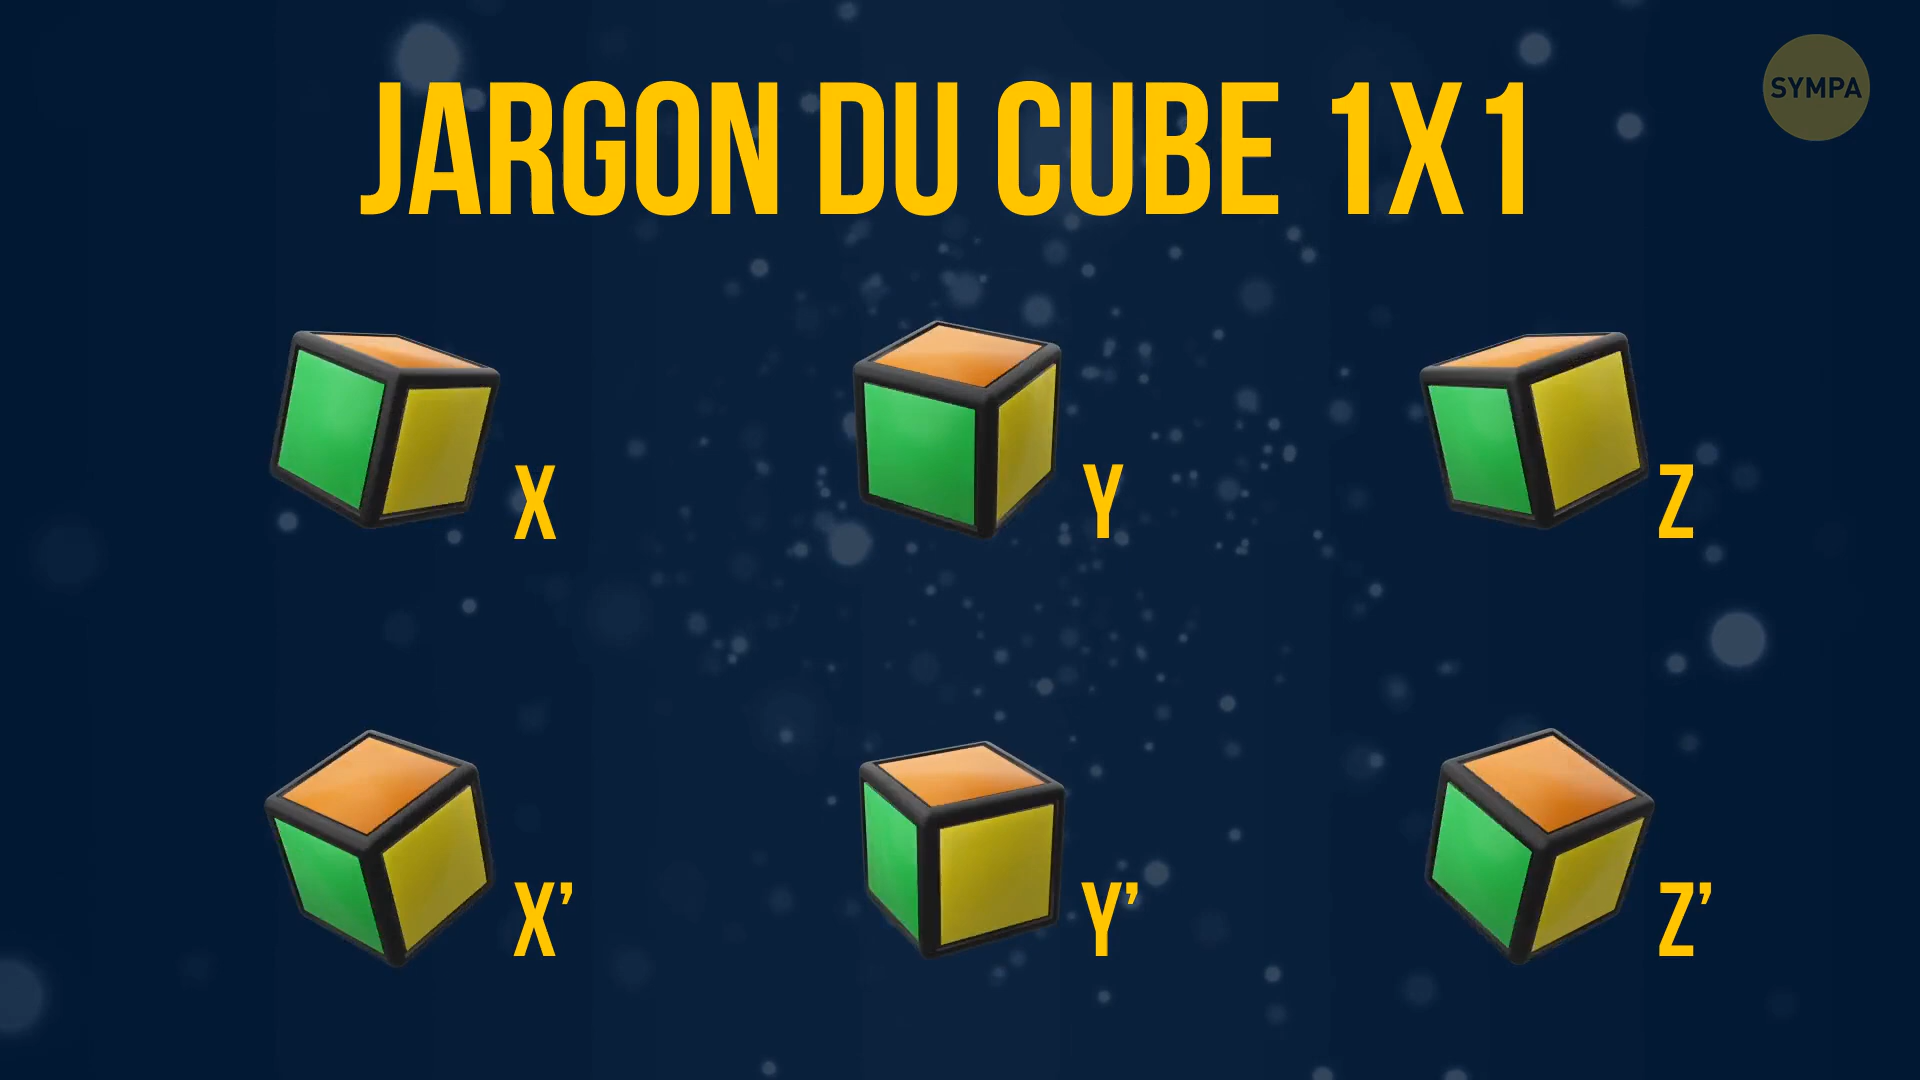 SYMPA
JARGON DU CUBE 1X1
X
Y
Z
X’
Y’
Z’